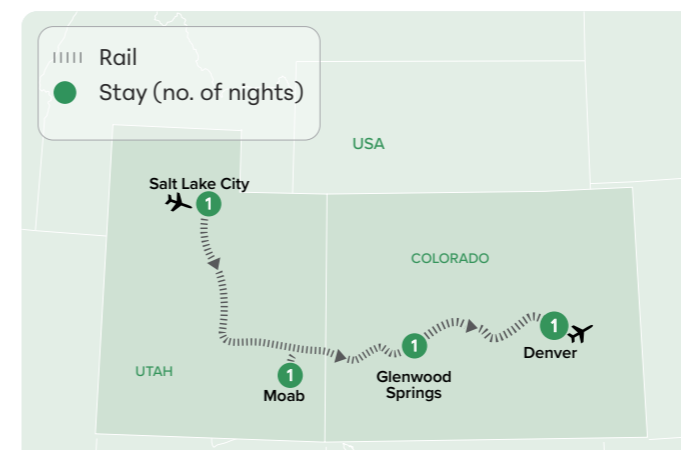 Rail
Stay (no. of nights)
USA
Salt Lake City
1
COLORADO
1
Denver
1
Glenwood
Springs
UTAH
1
Moab